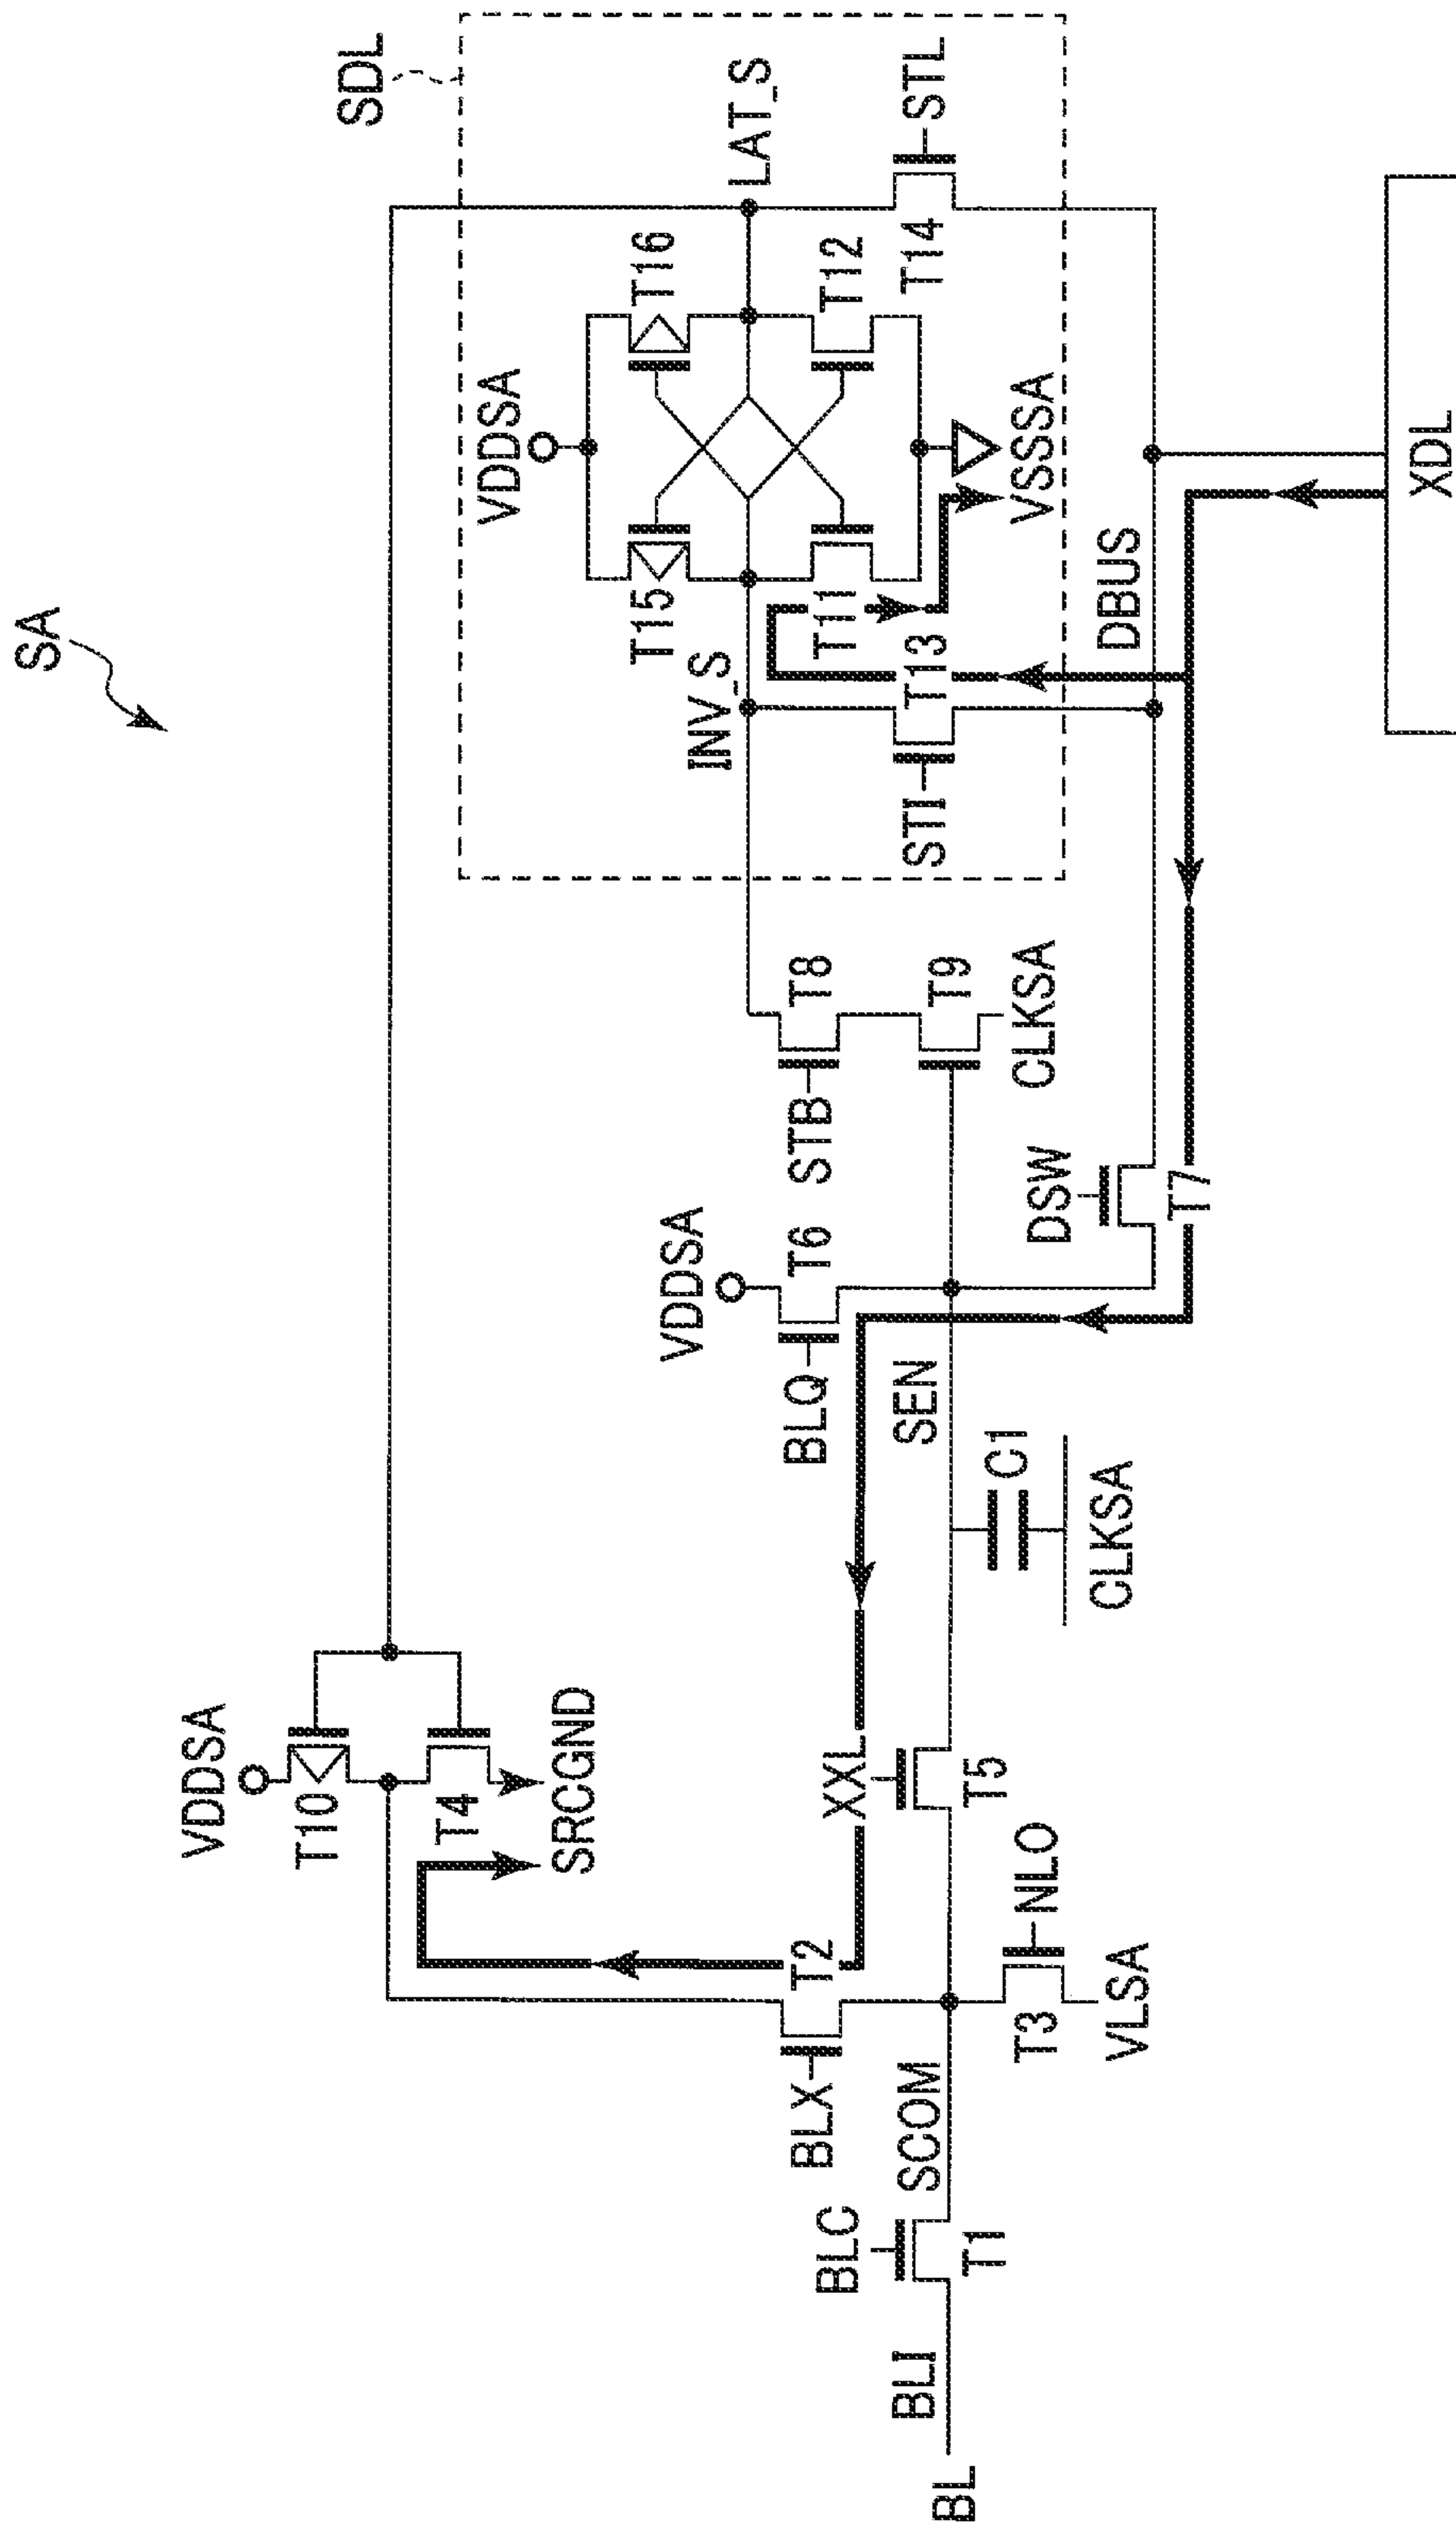 SA
SDL
VDDSA
T10
T4
SRCGND
VDDSA
T15
T16
LAT_S
INV_S
T11
T12
VSSSA
STI
T13
T14
STL
VDDSA
BLQ
T6
STB
T8
T9
CLKSA
BLX
T2
XXL
T5
SEN
DSW
T7
DBUS
BLC
T1
SCOM
BLI
BL
T3
NLO
VLSA
C1
CLKSA
XDL